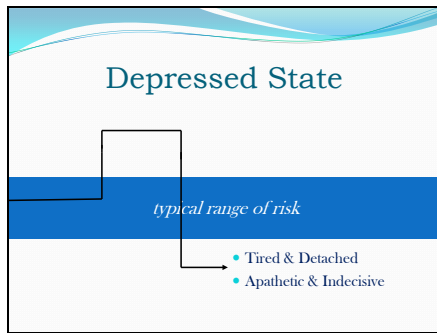 Depressed State
typical range of risk
Tired & Detached
Apathetic & Indecisive